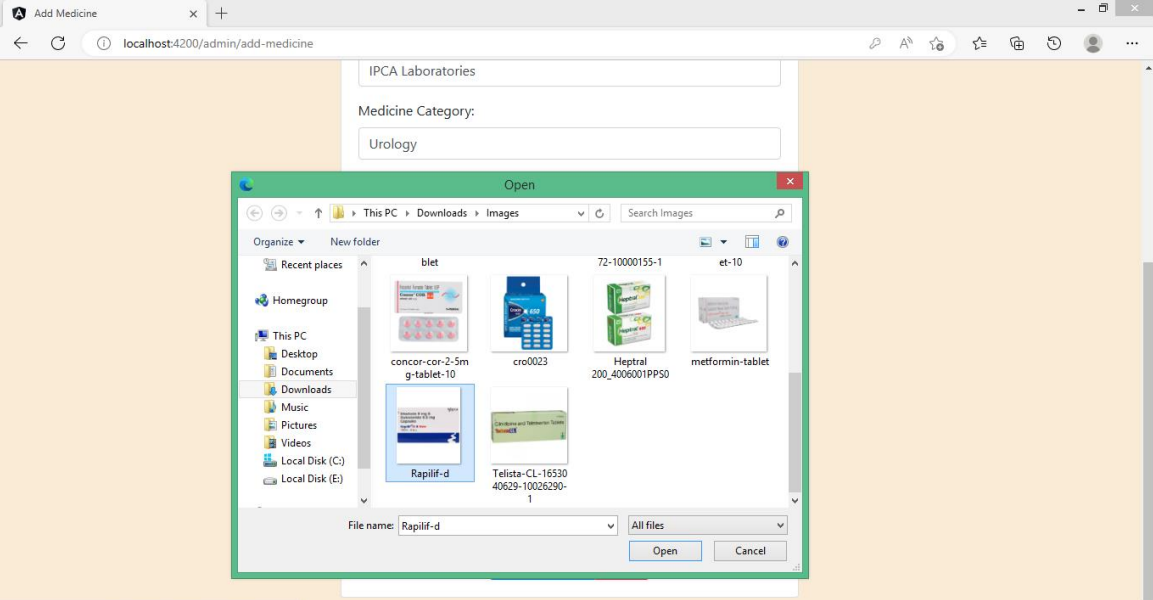 Add Medicine
localhost:4200/admin/add-medicine
IPCA Laboratories
Medicine Category:
Urology
Open
This PC Downloads Images
Search Images
Organize New folder
Recent places
Homegroup
This PC
Desktop
Documents
Downloads
Music
Pictures
Videos
Local Disk (C:)
Local Disk (E:)
blet
72-10000155-1
et-10
concor-cor-2-5m
g-tablet-10
cro0023
Heptral
200_4006001PPS0
metformin-tablet
Rapilif-d
Telista-CL-16530
40629-10026290-
1
File name: Rapilif-d
All files
Open Cancel